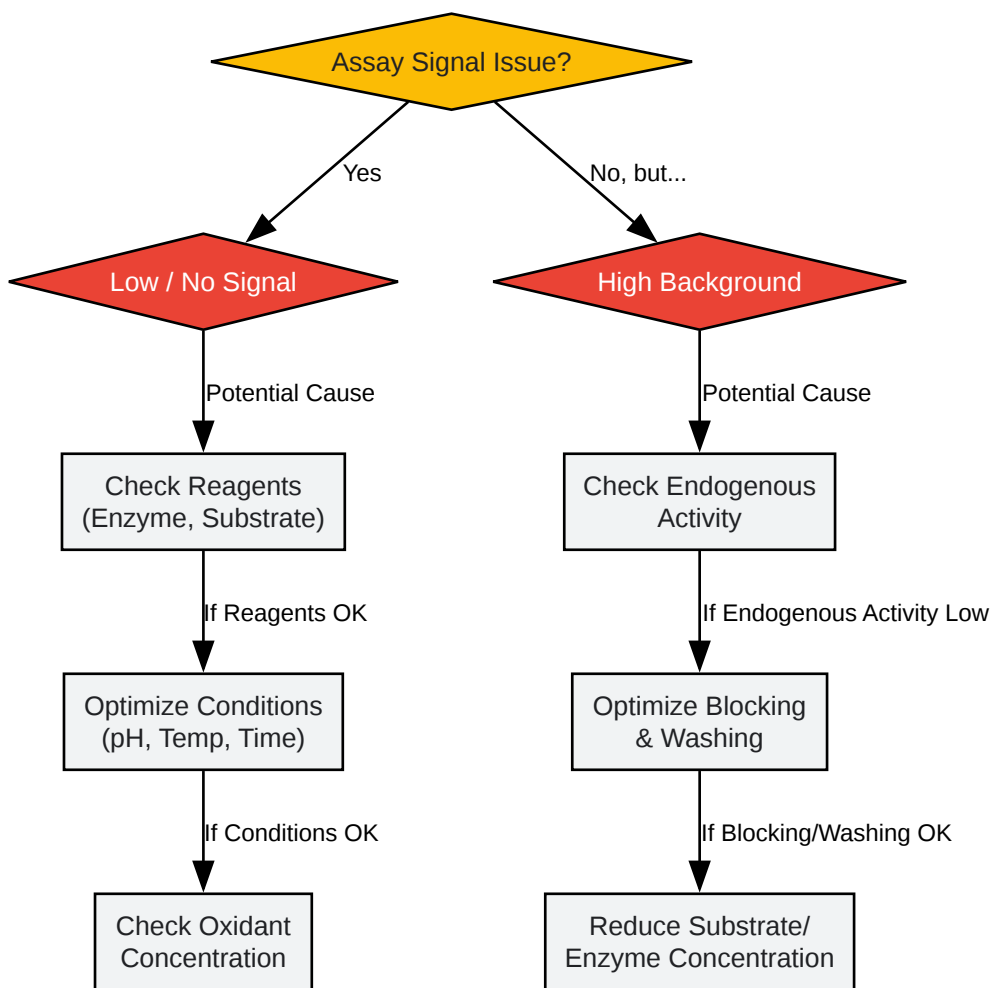 Assay Signal Issue?
Yes
No, but...
Low / No Signal
High Background
Potential Cause
Potential Cause
Check Reagents
(Enzyme, Substrate)
Check Endogenous
Activity
If Reagents OK
If Endogenous Activity Low
Optimize Conditions
(pH, Temp, Time)
Optimize Blocking
& Washing
If Conditions OK
If Blocking/Washing OK
Check Oxidant
Concentration
Reduce Substrate/
Enzyme Concentration